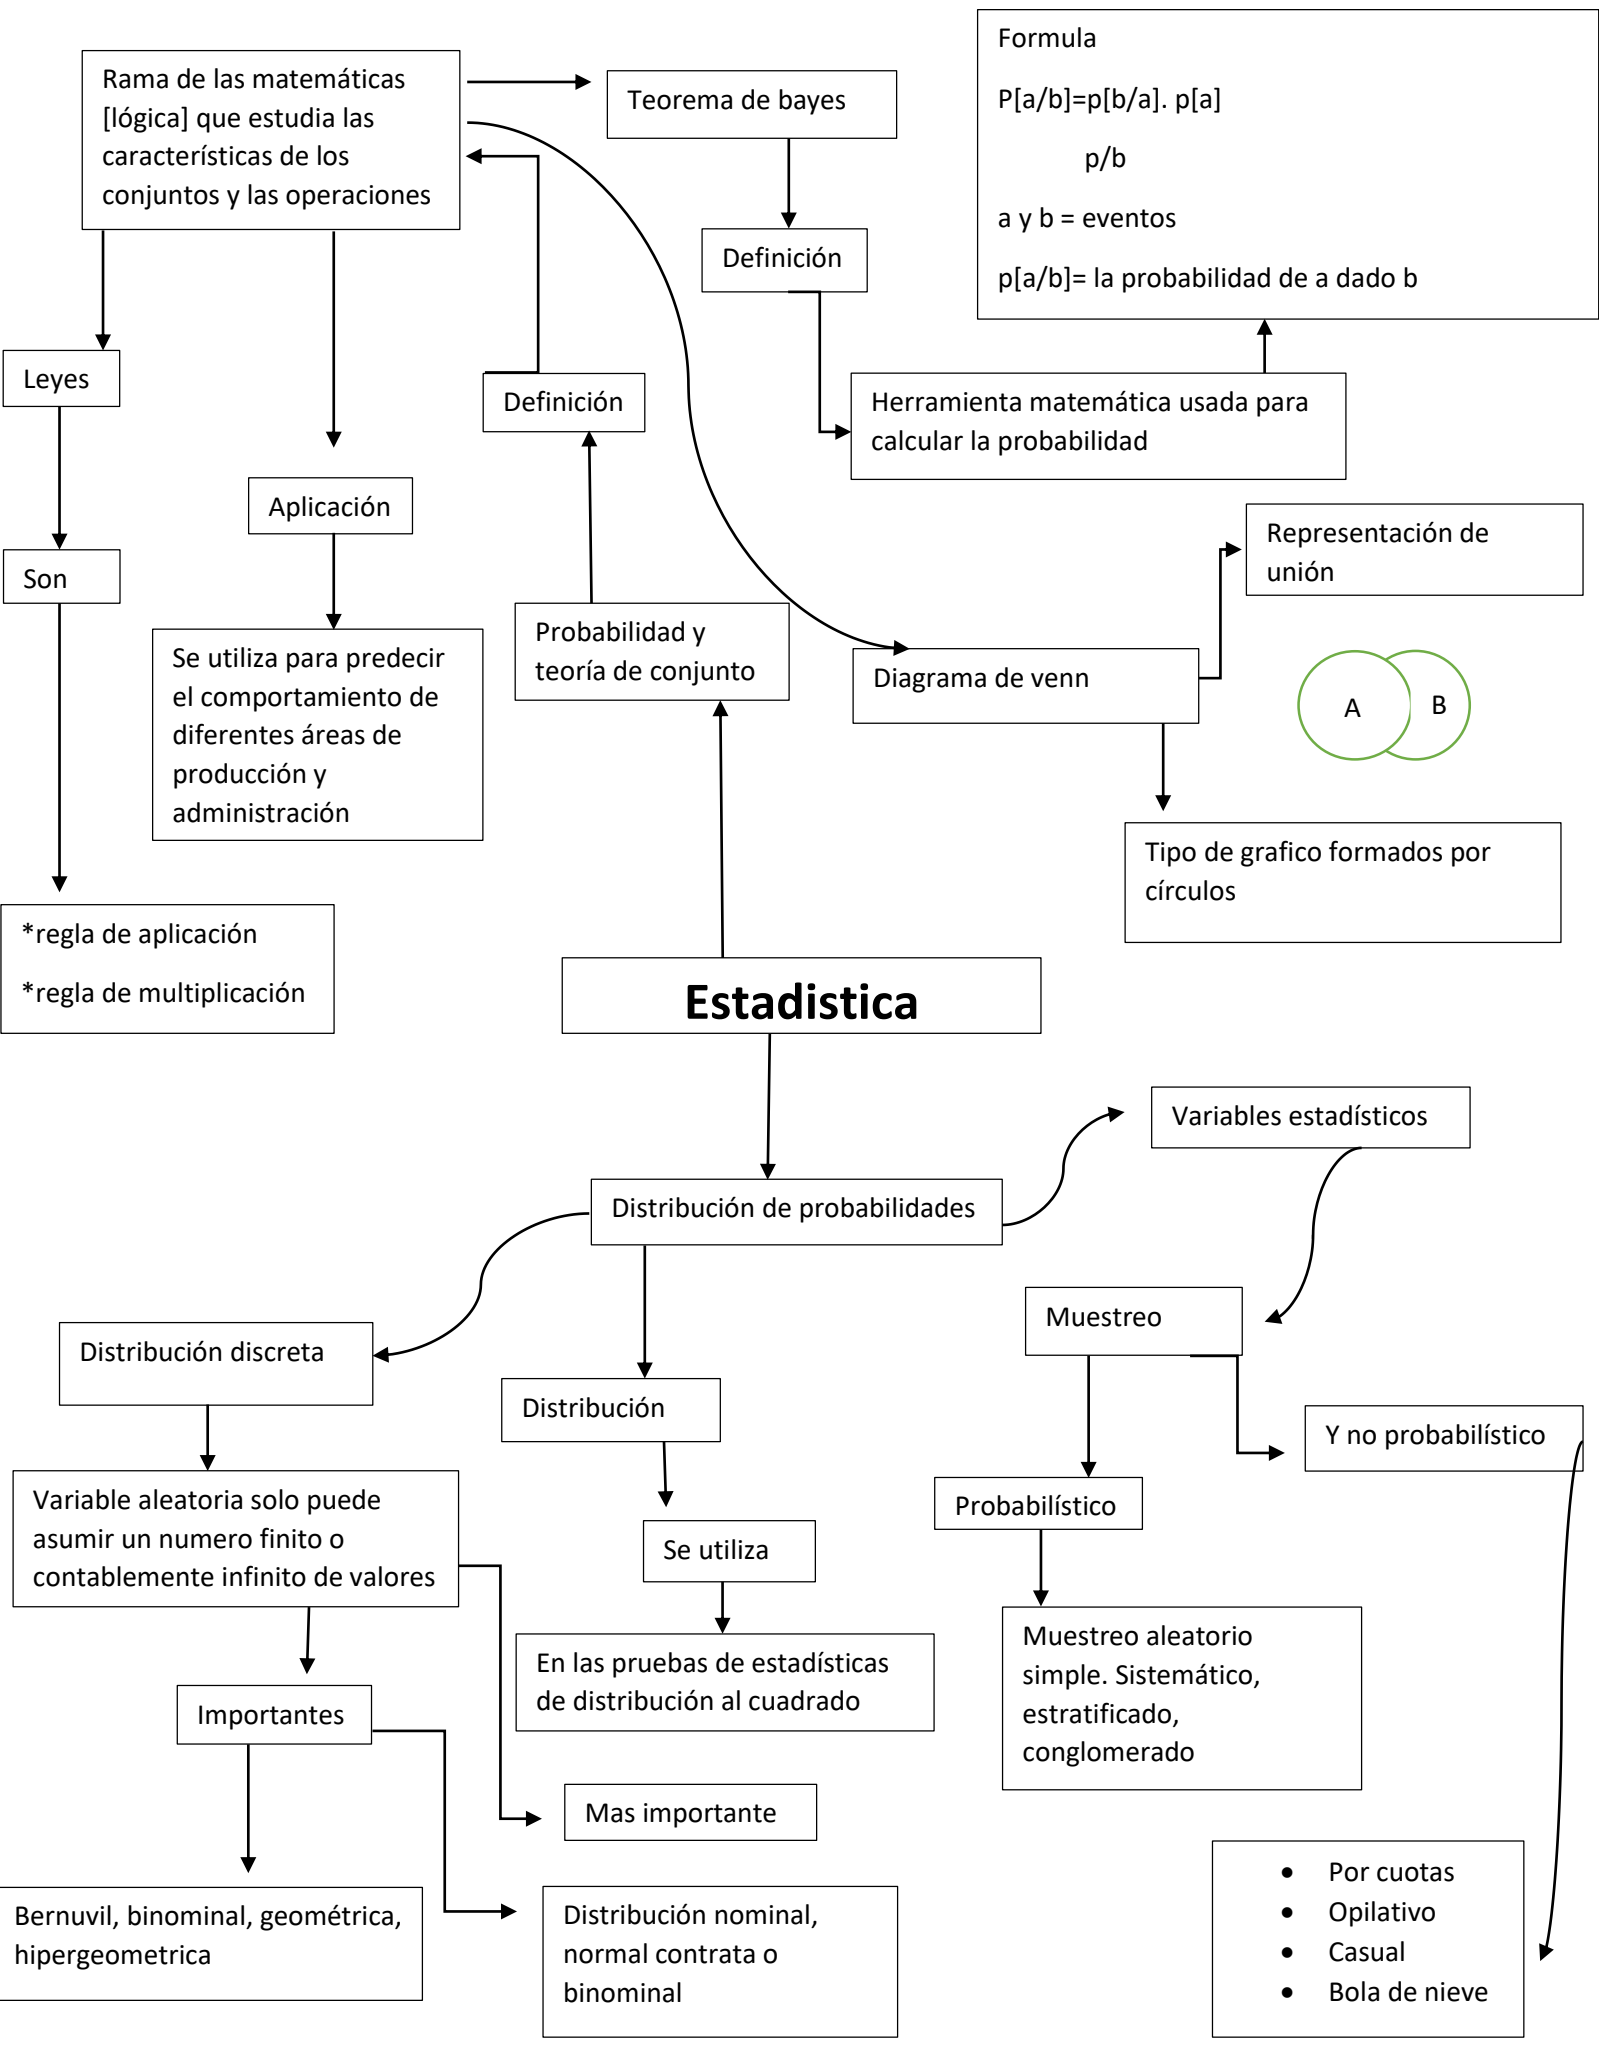 Formula
P[a/b]=p[b/a]. p[a]
p/b
a y b = eventos
p[a/b]= la probabilidad de a dado b
Rama de las matemáticas
[lógica] que estudia las
características de los
conjuntos y las operaciones
Teorema de bayes
Definición
Leyes
Definición
Herramienta matemática usada para
calcular la probabilidad
Aplicación
Representación de
unión
Son
Probabilidad y
teoría de conjunto
Se utiliza para predecir
el comportamiento de
diferentes áreas de
producción y
administración
Diagrama de venn
A
B
Tipo de grafico formados por
círculos
*regla de aplicación
*regla de multiplicación
Estadistica
Variables estadísticos
Distribución de probabilidades
Muestreo
Distribución discreta
Distribución
Y no probabilístico
Variable aleatoria solo puede
asumir un numero finito o
contablemente infinito de valores
Probabilístico
Se utiliza
En las pruebas de estadísticas
de distribución al cuadrado
Muestreo aleatorio
simple. Sistemático,
estratificado,
conglomerado
Importantes
Mas importante
Bernuvil, binominal, geométrica,
hipergeometrica
Distribución nominal,
normal contrata o
binominal
• Por cuotas
• Opilativo
• Casual
• Bola de nieve